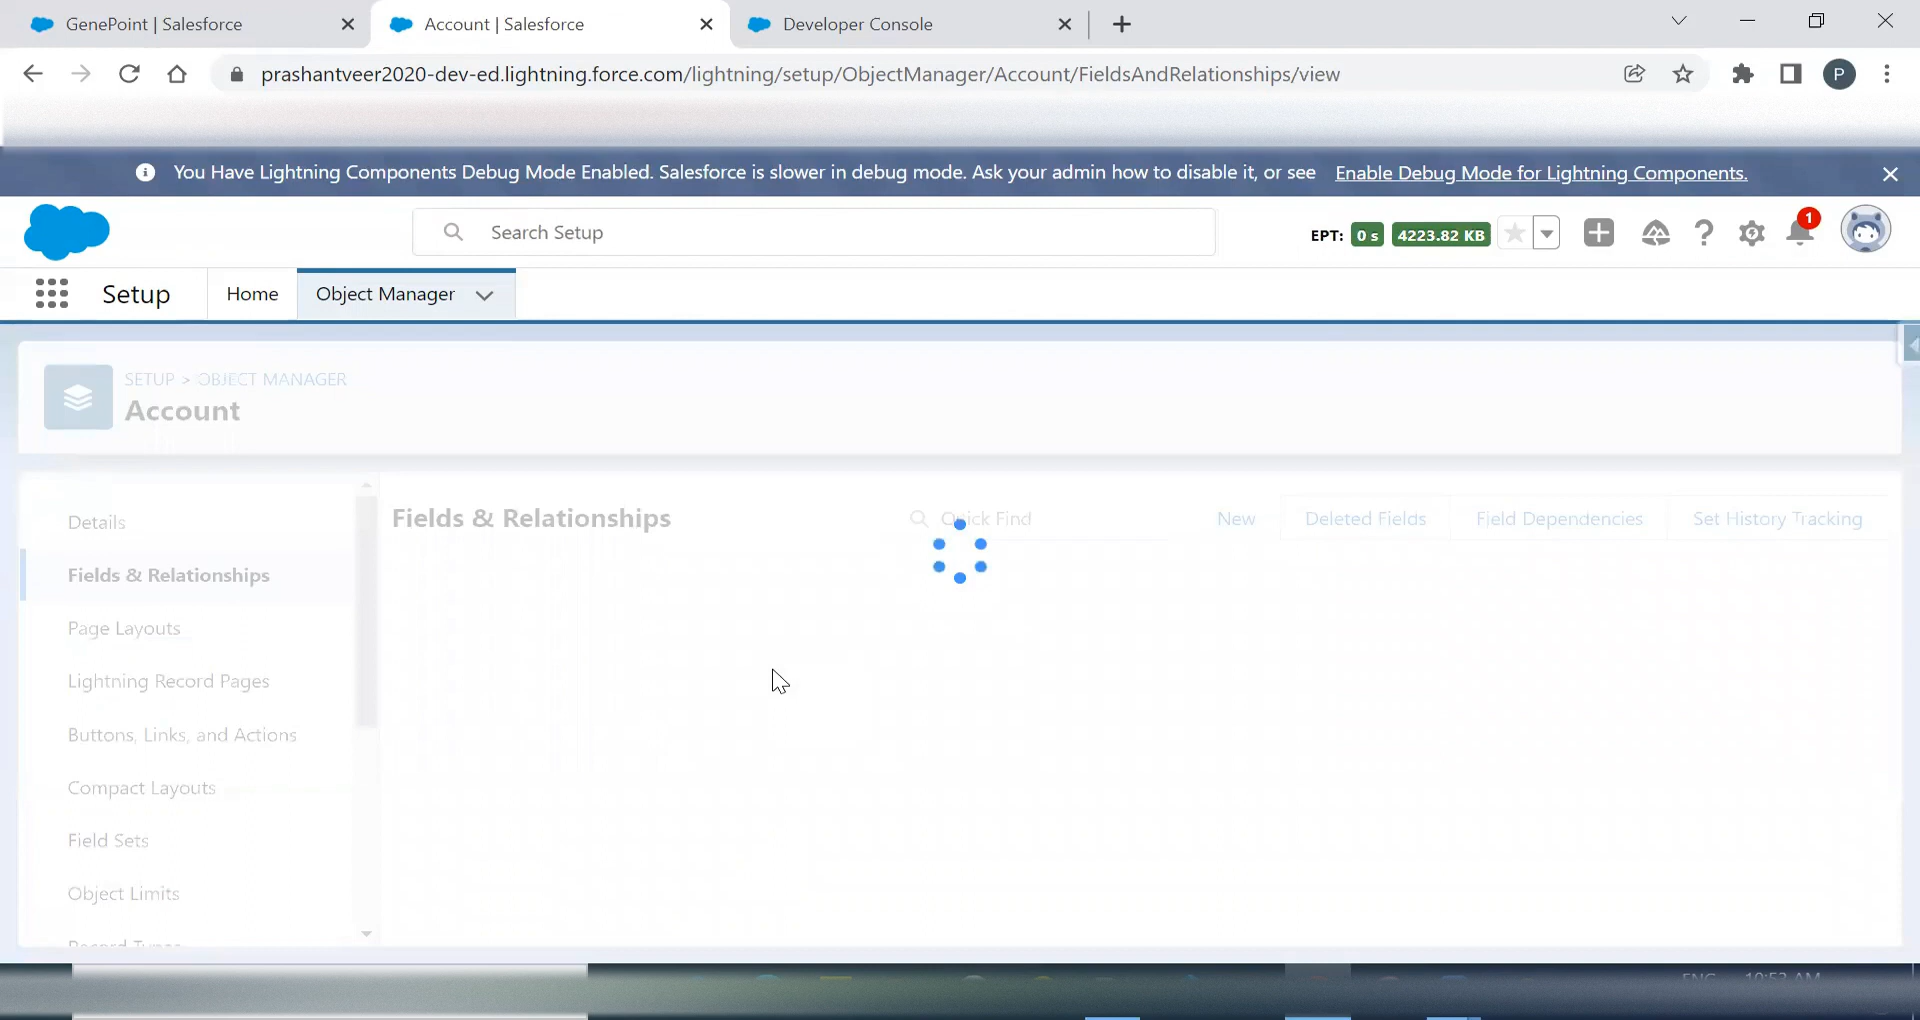 GenePoint | Salesforce
Account | Salesforce
Developer Console
prashantveer2020-dev-ed.lightning.force.com/lightning/setup/ObjectManager/Account/FieldsAndRelationships/view
P
You Have Lightning Components Debug Mode Enabled. Salesforce is slower in debug mode. Ask your admin how to disable it, or see Enable Debug Mode for Lightning Components.
Search Setup
EPT: 0 s 4223.82 KB
1
Setup
Home
Object Manager
SETUP > OBJECT MANAGER
Account
Details
Fields & Relationships
Page Layouts
Lightning Record Pages
Buttons, Links, and Actions
Compact Layouts
Field Sets
Object Limits
Record Types
Fields & Relationships
Quick Find
New
Deleted Fields
Field Dependencies
Set History Tracking
ENG 10:53 AM